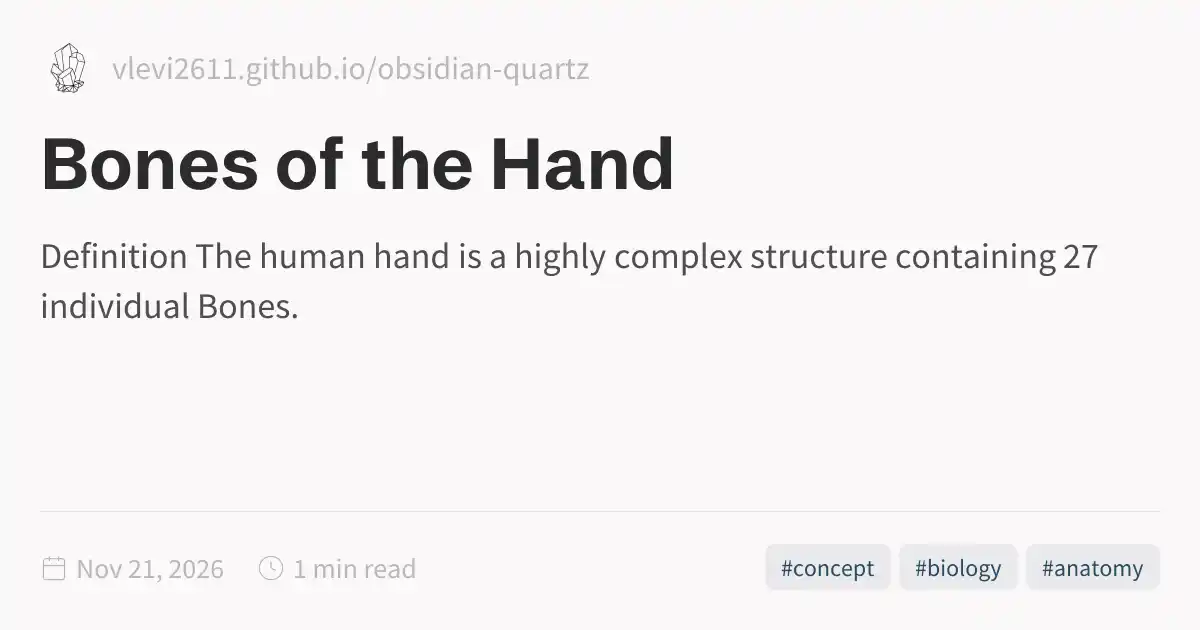 vlevi2611.github.io/obsidian-quartz
Bones of the Hand
Definition The human hand is a highly complex structure containing 27
individual Bones.
Nov 21, 2026 1 min read #concept #biology #anatomy